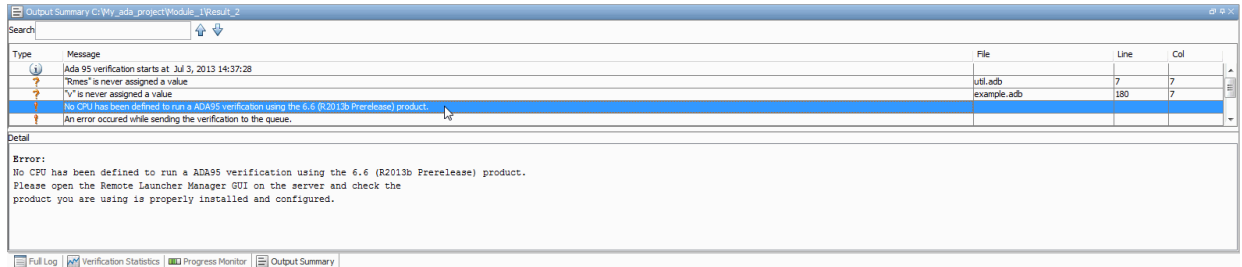 Output Summary C:\My_ada_project\Module_1\Result_2
Search
Type Message File Line Col
Ada 95 verification starts at Jul 3, 2013 14:37:28
"Rmes" is never assigned a value util.adb 7 7
"v" is never assigned a value example.adb 180 7
No CPU has been defined to run a ADA95 verification using the 6.6 (R2013b Prerelease) product.
An error occured while sending the verification to the queue.
Detail
Error:
No CPU has been defined to run a ADA95 verification using the 6.6 (R2013b Prerelease) product.
Please open the Remote Launcher Manager GUI on the server and check the
product you are using is properly installed and configured.
Full Log Verification Statistics Progress Monitor Output Summary